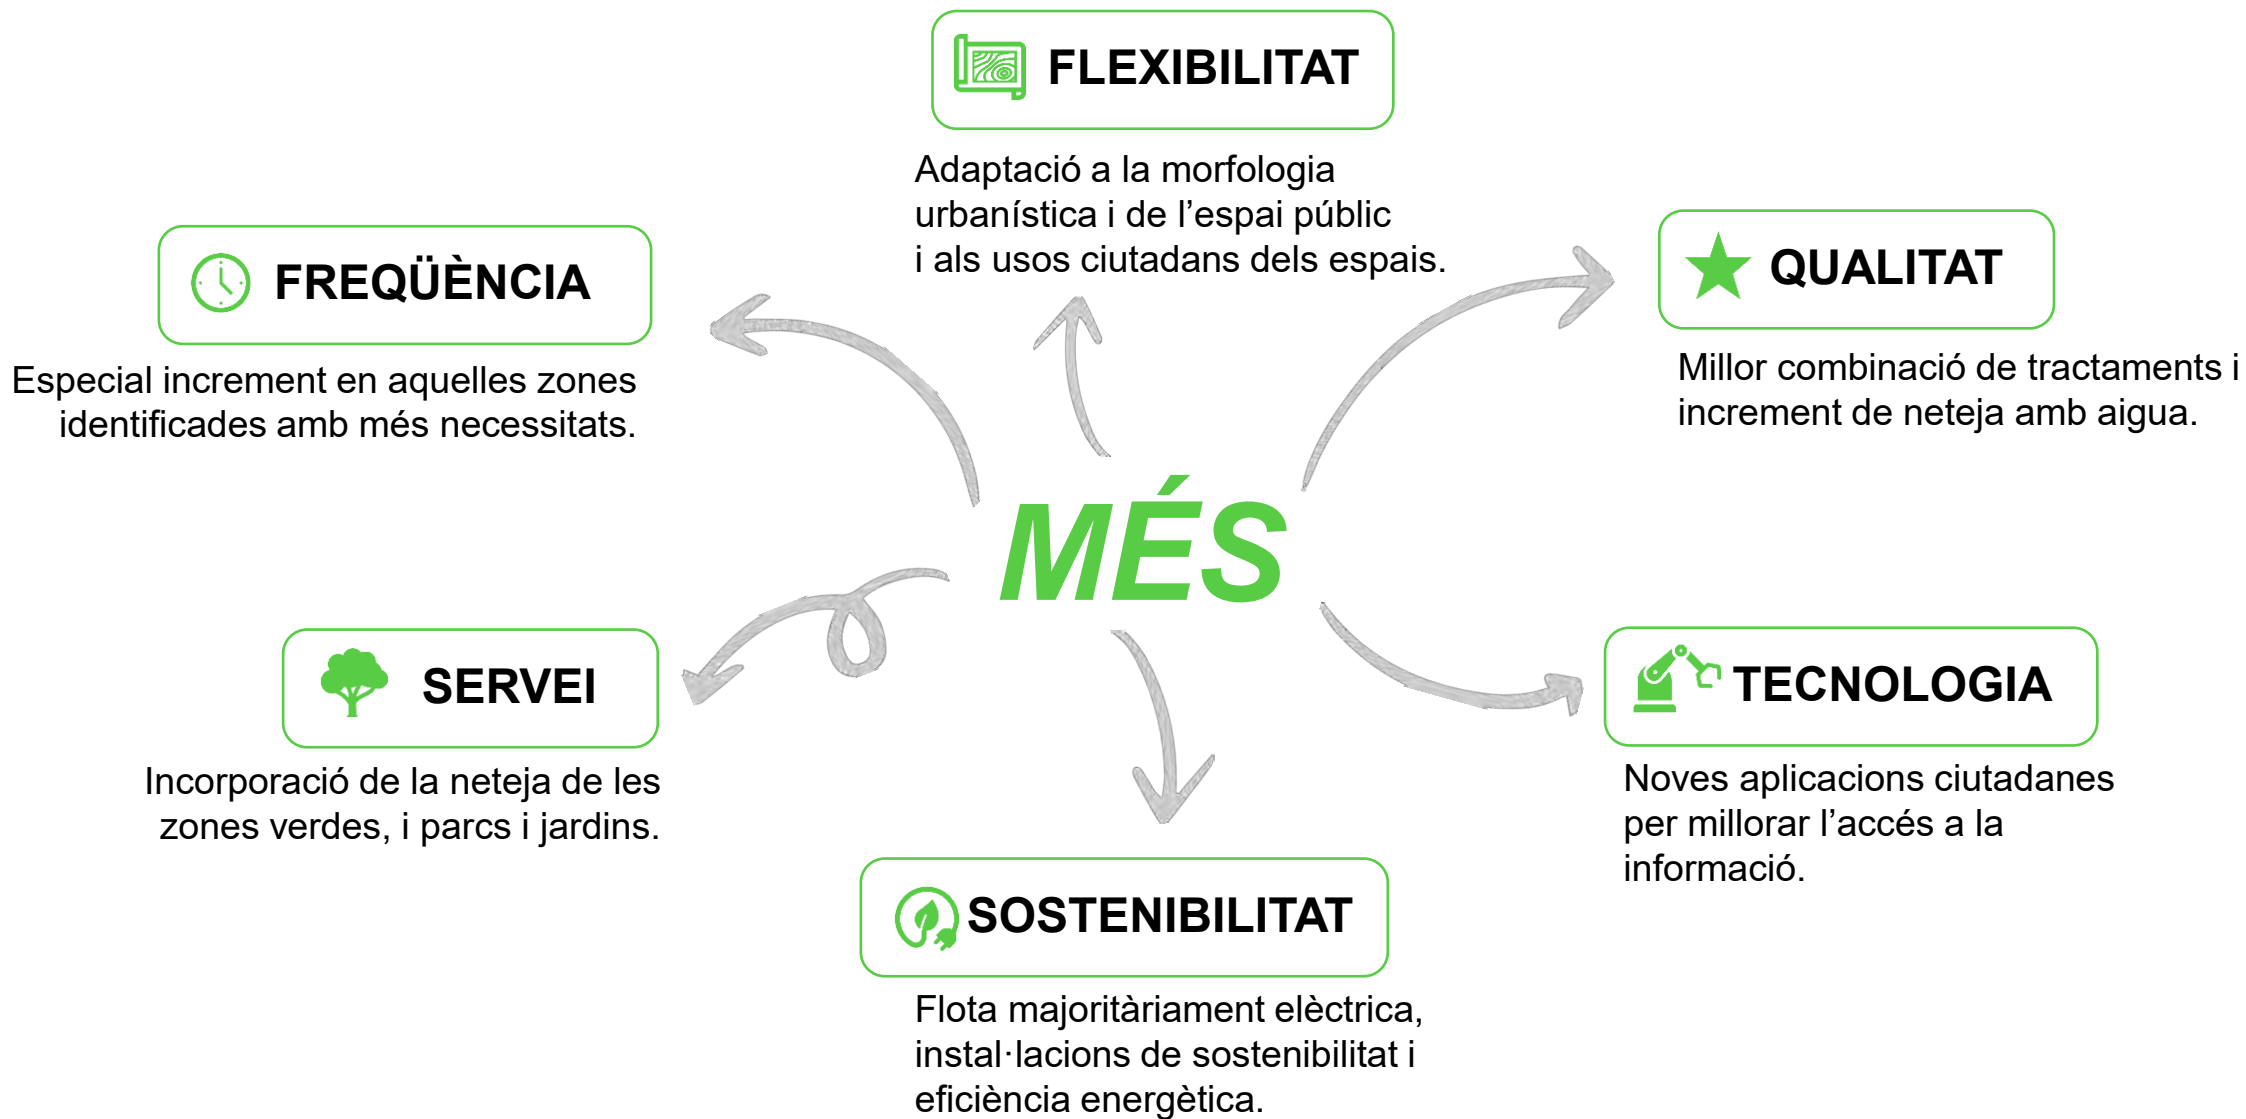 FLEXIBILITAT
Adaptació a la morfologia
urbanística i de l’espai públic
i als usos ciutadans dels espais.
FREQÜÈNCIA
Especial increment en aquelles zones
identificades amb més necessitats.
QUALITAT
Millor combinació de tractaments i
increment de neteja amb aigua.
MÉS
SERVEI
Incorporació de la neteja de les
zones verdes, i parcs i jardins.
TECNOLOGIA
Noves aplicacions ciutadanes
per millorar l’accés a la
informació.
SOSTENIBILITAT
Flota majoritàriament elèctrica,
instal·lacions de sostenibilitat i
eficiència energètica.